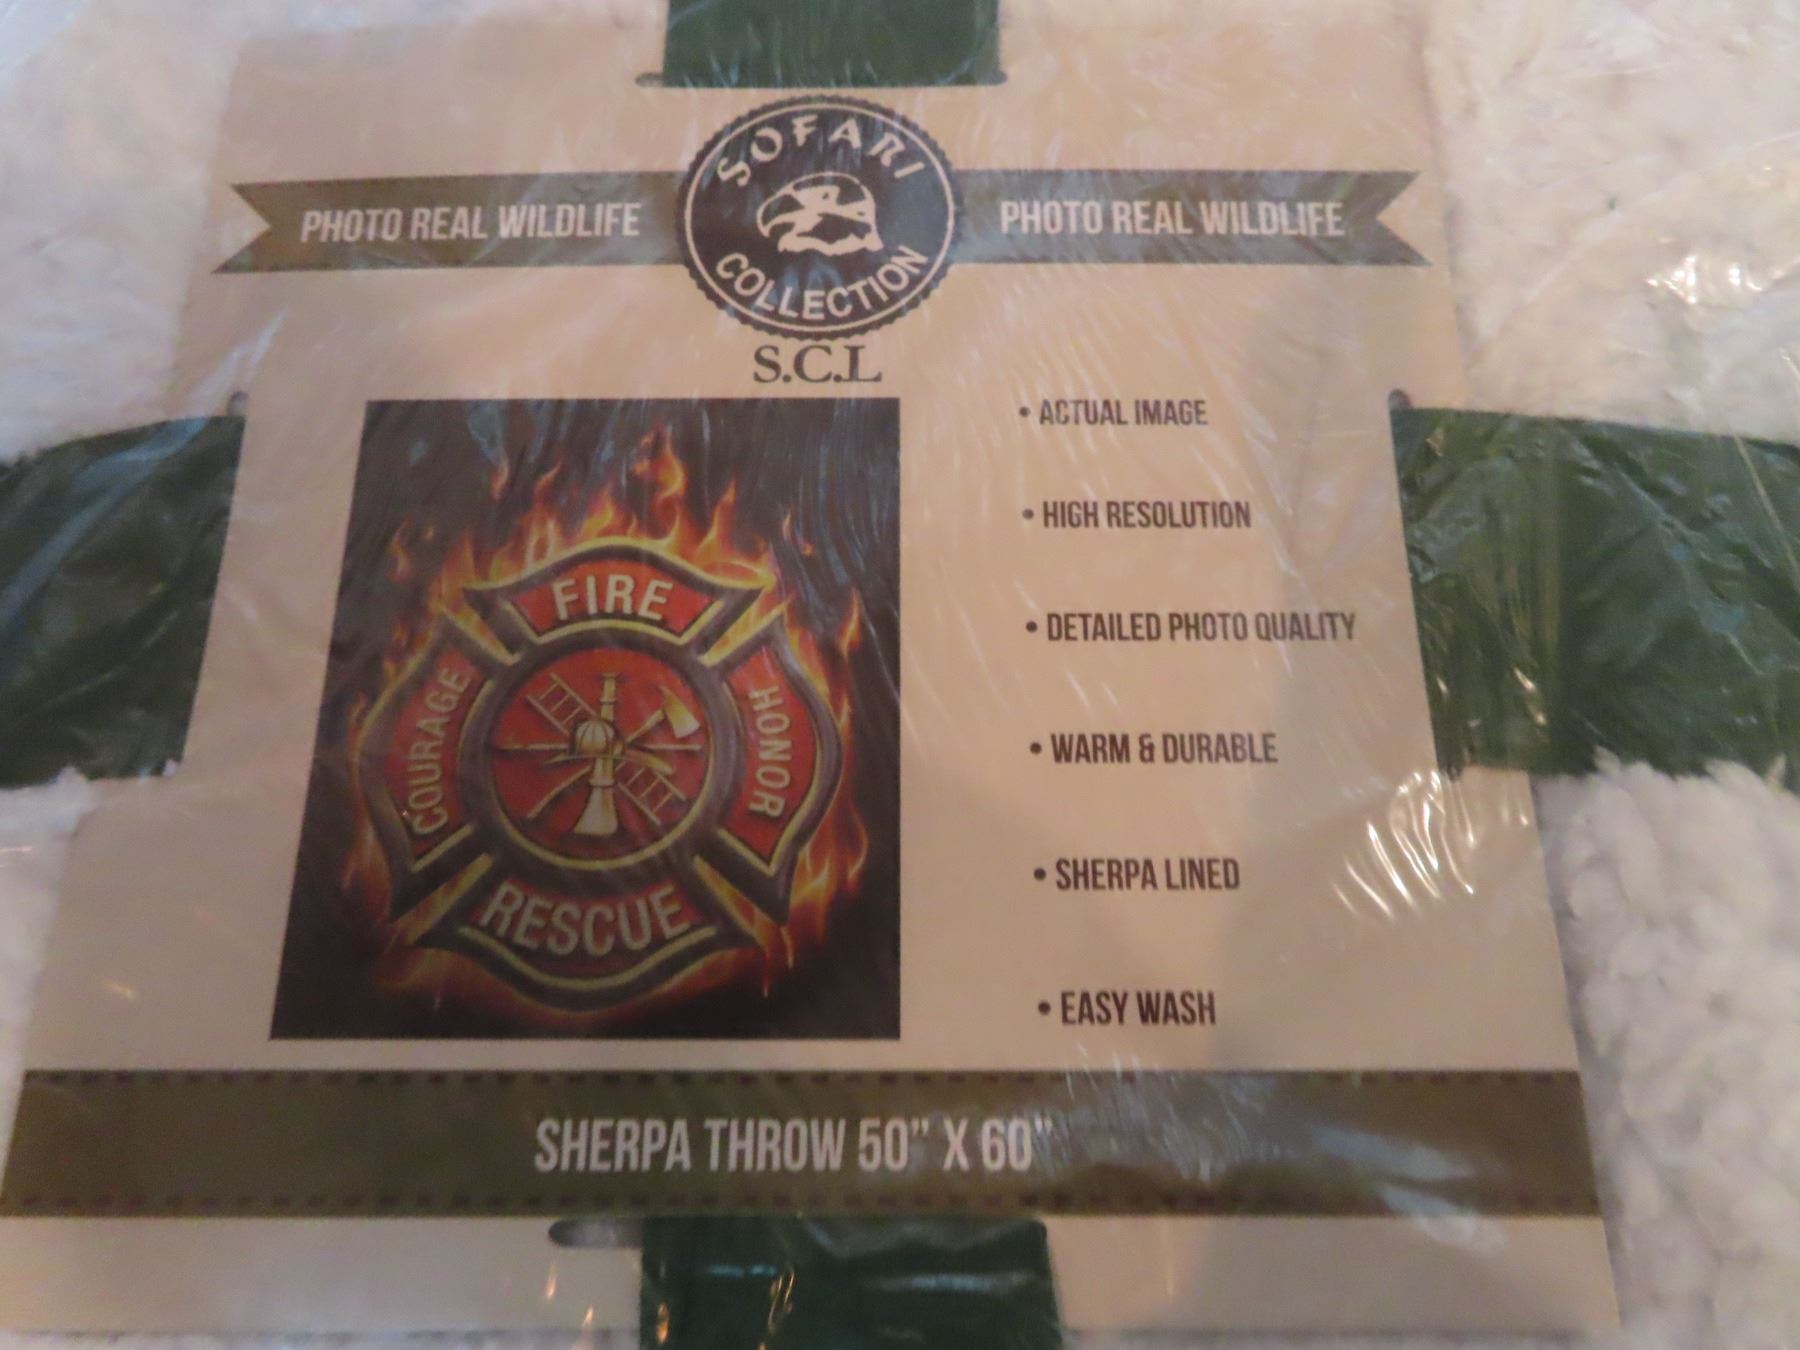 SOFARI
PHOTO REAL WILDLIFE
PHOTO REAL WILDLIFE
COLLECTION
S.C.L
• ACTUAL IMAGE
• HIGH RESOLUTION
• DETAILED PHOTO QUALITY
• WARM & DURABLE
• SHERPA LINED
• EASY WASH
FIRE
COURAGE
HONOR
RESCUE
SHERPA THROW 50" X 60"